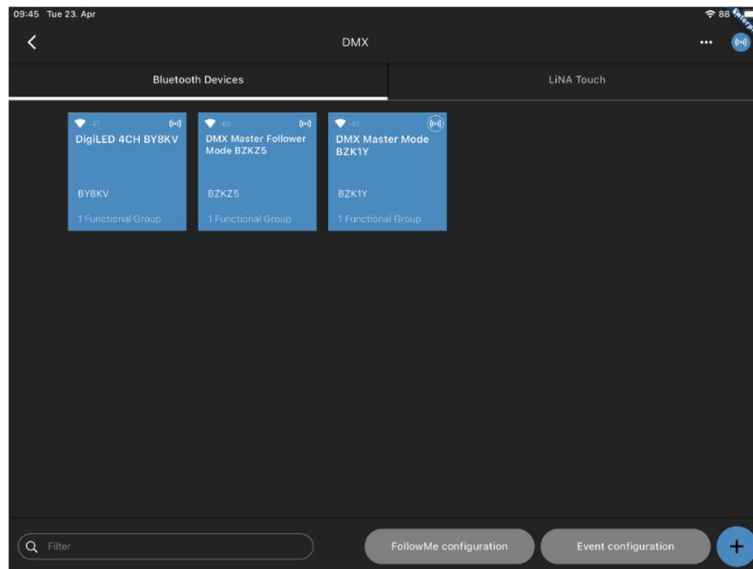 09:45 Tue 23. Apr
88
DMX
Bluetooth Devices
LiNA Touch
-47
DigiLED 4CH BY8KV
BY8KV
1 Functional Group
DMX Master Follower
Mode BZKZ5
BZKZ5
1 Functional Group
-61
DMX Master Mode
BZK1Y
BZK1Y
1 Functional Group
Filter
FollowMe configuration
Event configuration